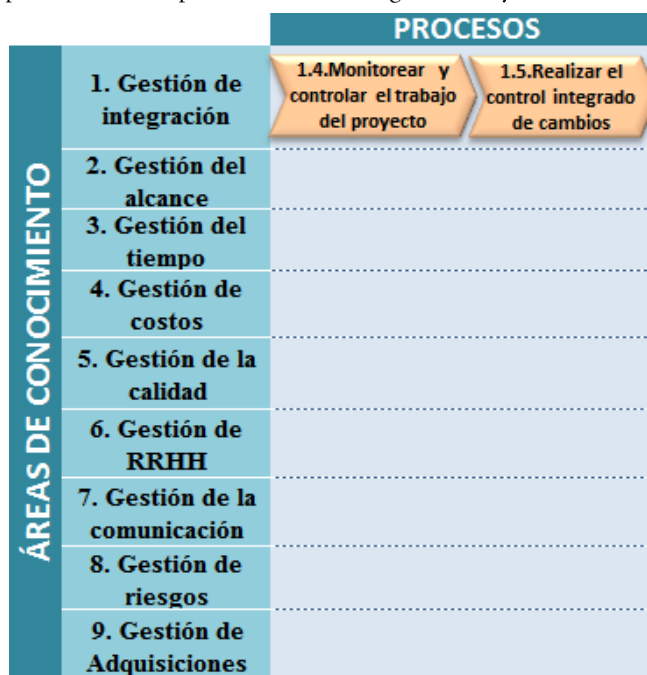 PROCESOS
1. Gestión de
integración
1.4.Monitorear y
controlar el trabajo
del proyecto
1.5.Realizar el
control integrado
de cambios
ÁREAS DE CONOCIMIENTO
2. Gestión del
alcance
3. Gestión del
tiempo
4. Gestión de
costos
5. Gestión de la
calidad
6. Gestión de
RRHH
7. Gestión de la
comunicación
8. Gestión de
riesgos
9. Gestión de
Adquisiciones